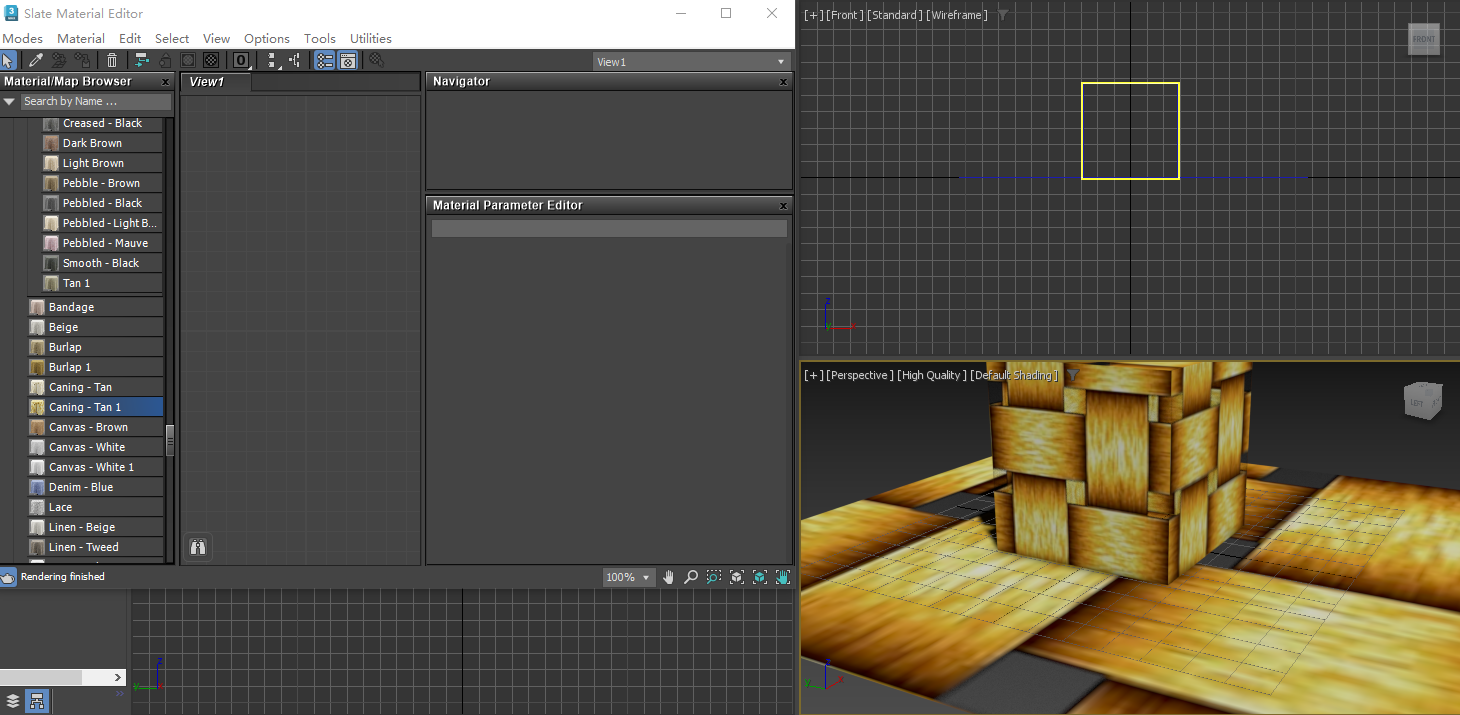 Slate Material Editor
Modes Material Edit Select View Options Tools Utilities
0
View1
Material/Map Browser x
View1
Navigator x
Search by Name ...
Creased - Black
Dark Brown
Light Brown
Pebble - Brown
Pebbled - Black
Pebbled - Light B...
Pebbled - Mauve
Smooth - Black
Tan 1
Bandage
Beige
Burlap
Burlap 1
Caning - Tan
Caning - Tan 1
Canvas - Brown
Canvas - White
Canvas - White 1
Denim - Blue
Lace
Linen - Beige
Linen - Tweed
Material Parameter Editor x
Rendering finished
100%
[+] [Front] [Standard] [Wireframe]
FRONT
z
x
y
[+] [Perspective] [High Quality] [Default Shading]
LEFT
z
y
x
z
y